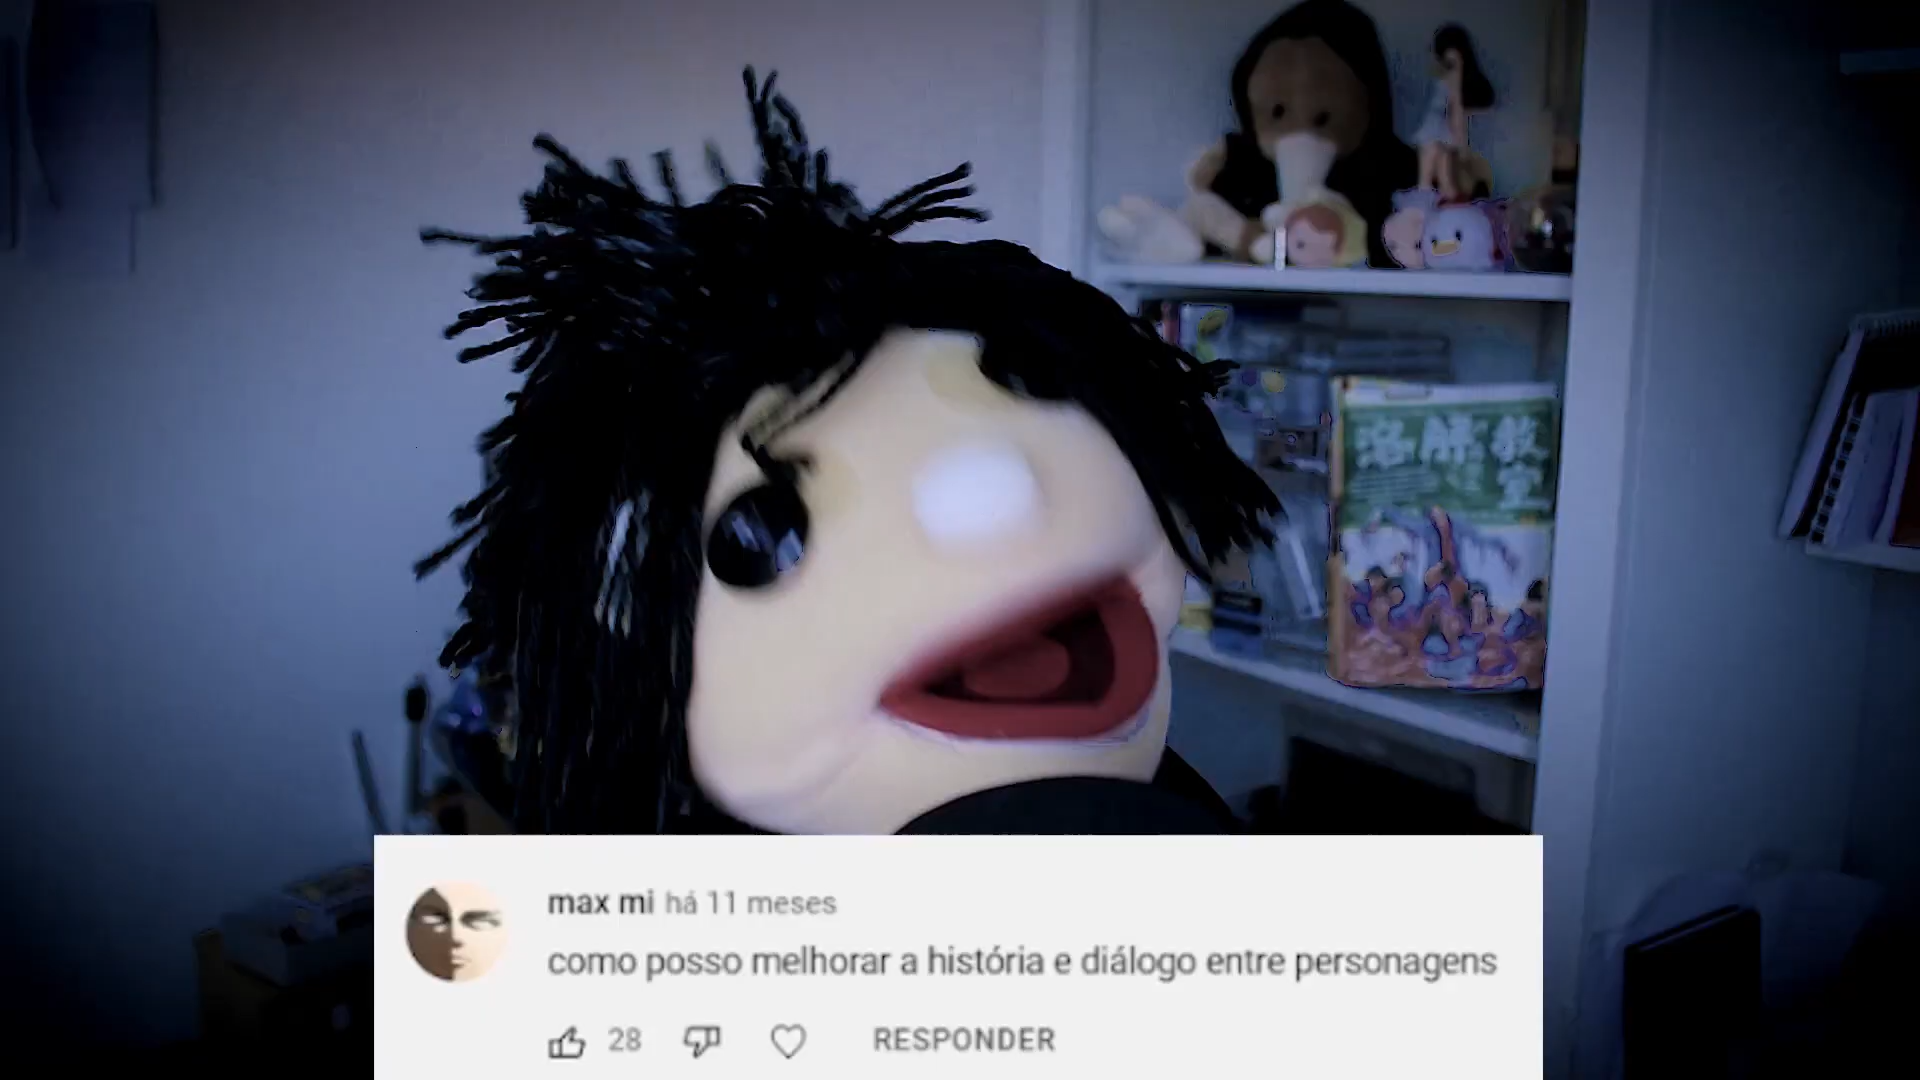 max mi há 11 meses
como posso melhorar a história e diálogo entre personagens
28 RESPONDER